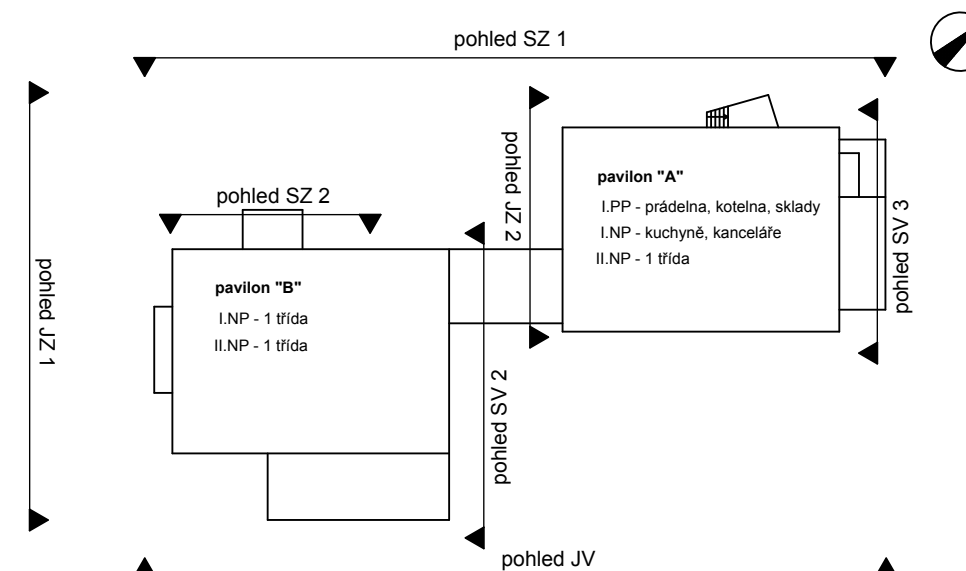 pohled SZ 1
pohled JZ 2
pavilon "A"
I.PP - prádelna, kotelna, sklady
I.NP - kuchyně, kanceláře
II.NP - 1 třída
pohled SV 3
pohled SZ 2
pohled JZ 1
pavilon "B"
I.NP - 1 třída
II.NP - 1 třída
pohled SV 2
pohled JV